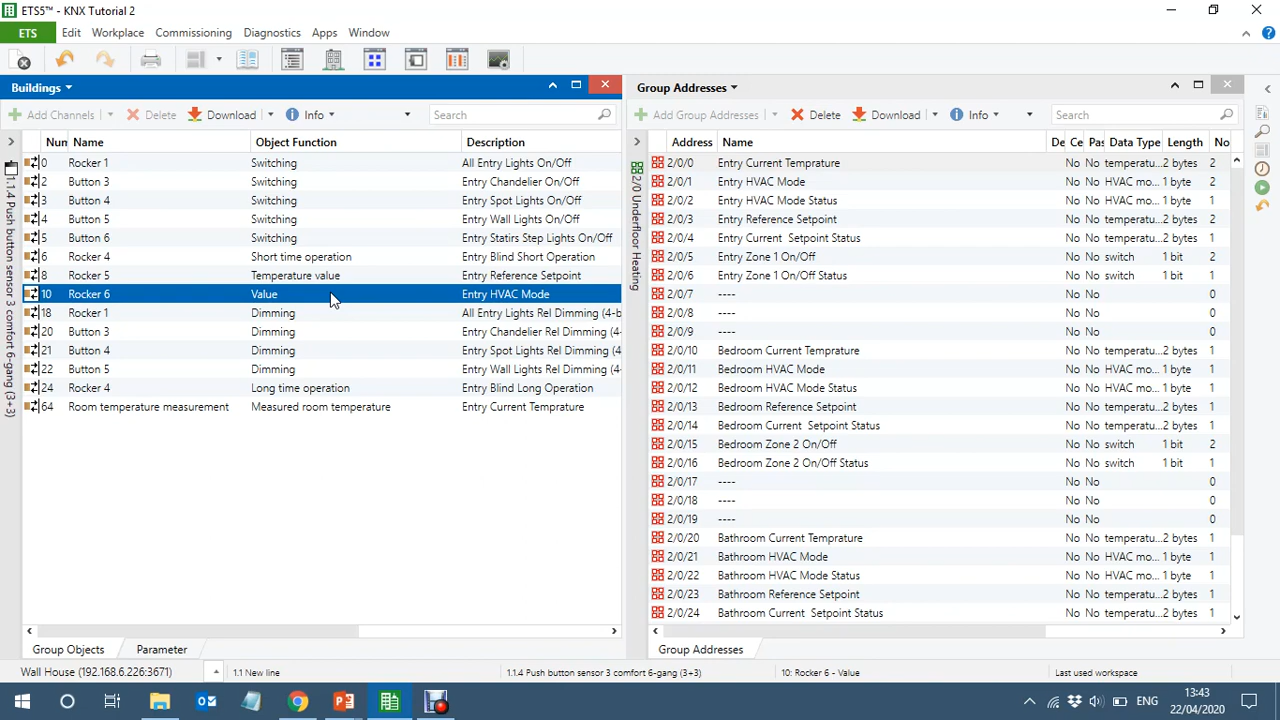 ETS5™ - KNX Tutorial 2
ETS Edit Workplace Commissioning Diagnostics Apps Window
Buildings
Add Channels Delete Download Info Search
Num Name Object Function Description
0 Rocker 1 Switching All Entry Lights On/Off
2 Button 3 Switching Entry Chandelier On/Off
3 Button 4 Switching Entry Spot Lights On/Off
4 Button 5 Switching Entry Wall Lights On/Off
5 Button 6 Switching Entry Statirs Step Lights On/Off
6 Rocker 4 Short time operation Entry Blind Short Operation
8 Rocker 5 Temperature value Entry Reference Setpoint
10 Rocker 6 Value Entry HVAC Mode
18 Rocker 1 Dimming All Entry Lights Rel Dimming (4-b
20 Button 3 Dimming Entry Chandelier Rel Dimming (4-
21 Button 4 Dimming Entry Spot Lights Rel Dimming (4
22 Button 5 Dimming Entry Wall Lights Rel Dimming (4-
24 Rocker 4 Long time operation Entry Blind Long Operation
64 Room temperature measurement Measured room temperature Entry Current Temprature
1.1.4 Push button sensor 3 comfort 6-gang (3+3)
Group Objects Parameter
Group Addresses
Add Group Addresses Delete Download Info Search
Address Name De Ce Pas Data Type Length No
2/0/0 Entry Current Temprature No No temperatu... 2 bytes 2
2/0/1 Entry HVAC Mode No No HVAC mo... 1 byte 2
2/0/2 Entry HVAC Mode Status No No HVAC mo... 1 byte 1
2/0/3 Entry Reference Setpoint No No temperatu... 2 bytes 2
2/0/4 Entry Current Setpoint Status No No temperatu... 2 bytes 1
2/0/5 Entry Zone 1 On/Off No No switch 1 bit 2
2/0/6 Entry Zone 1 On/Off Status No No switch 1 bit 1
2/0/7 ---- No No 0
2/0/8 ---- No No 0
2/0/9 ---- No No 0
2/0/10 Bedroom Current Temprature No No temperatu... 2 bytes 1
2/0/11 Bedroom HVAC Mode No No HVAC mo... 1 byte 1
2/0/12 Bedroom HVAC Mode Status No No HVAC mo... 1 byte 1
2/0/13 Bedroom Reference Setpoint No No temperatu... 2 bytes 1
2/0/14 Bedroom Current Setpoint Status No No temperatu... 2 bytes 1
2/0/15 Bedroom Zone 2 On/Off No No switch 1 bit 2
2/0/16 Bedroom Zone 2 On/Off Status No No switch 1 bit 1
2/0/17 ---- No No 0
2/0/18 ---- No No 0
2/0/19 ---- No No 0
2/0/20 Bathroom Current Temprature No No temperatu... 2 bytes 1
2/0/21 Bathroom HVAC Mode No No HVAC mo... 1 byte 1
2/0/22 Bathroom HVAC Mode Status No No HVAC mo... 1 byte 1
2/0/23 Bathroom Reference Setpoint No No temperatu... 2 bytes 1
2/0/24 Bathroom Current Setpoint Status No No temperatu... 2 bytes 1
2/0 Underfloor Heating
Group Addresses
Wall House (192.168.6.226:3671) 1.1 New line 1.1.4 Push button sensor 3 comfort 6-gang (3+3) 10: Rocker 6 - Value Last used workspace
ENG 13:43
22/04/2020